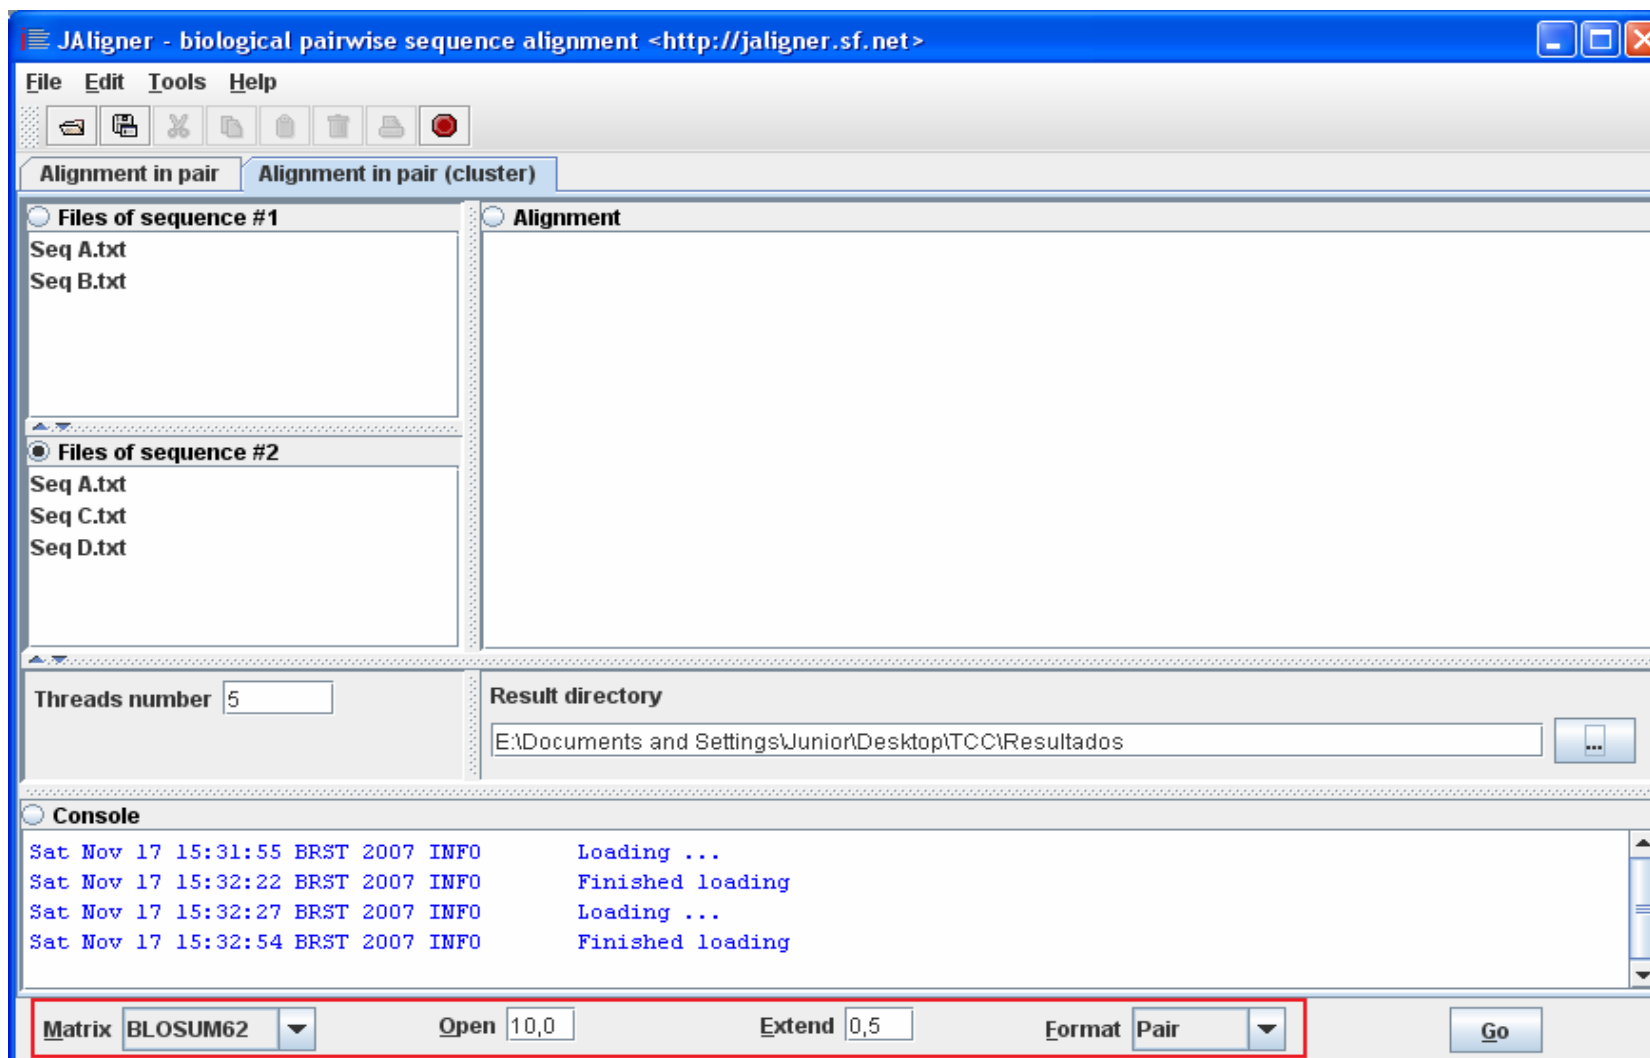 JAligner - biological pairwise sequence alignment <http://jaligner.sf.net>
File Edit Tools Help
Alignment in pair Alignment in pair (cluster)
Files of sequence #1
Seq A.txt
Seq B.txt
Alignment
Files of sequence #2
Seq A.txt
Seq C.txt
Seq D.txt
Threads number 5
Result directory
E:\Documents and Settings\Junior\Desktop\TCC\Resultados
...
Console
Sat Nov 17 15:31:55 BRST 2007 INFO Loading ...
Sat Nov 17 15:32:22 BRST 2007 INFO Finished loading
Sat Nov 17 15:32:27 BRST 2007 INFO Loading ...
Sat Nov 17 15:32:54 BRST 2007 INFO Finished loading
Matrix BLOSUM62 Open 10,0 Extend 0,5 Format Pair Go